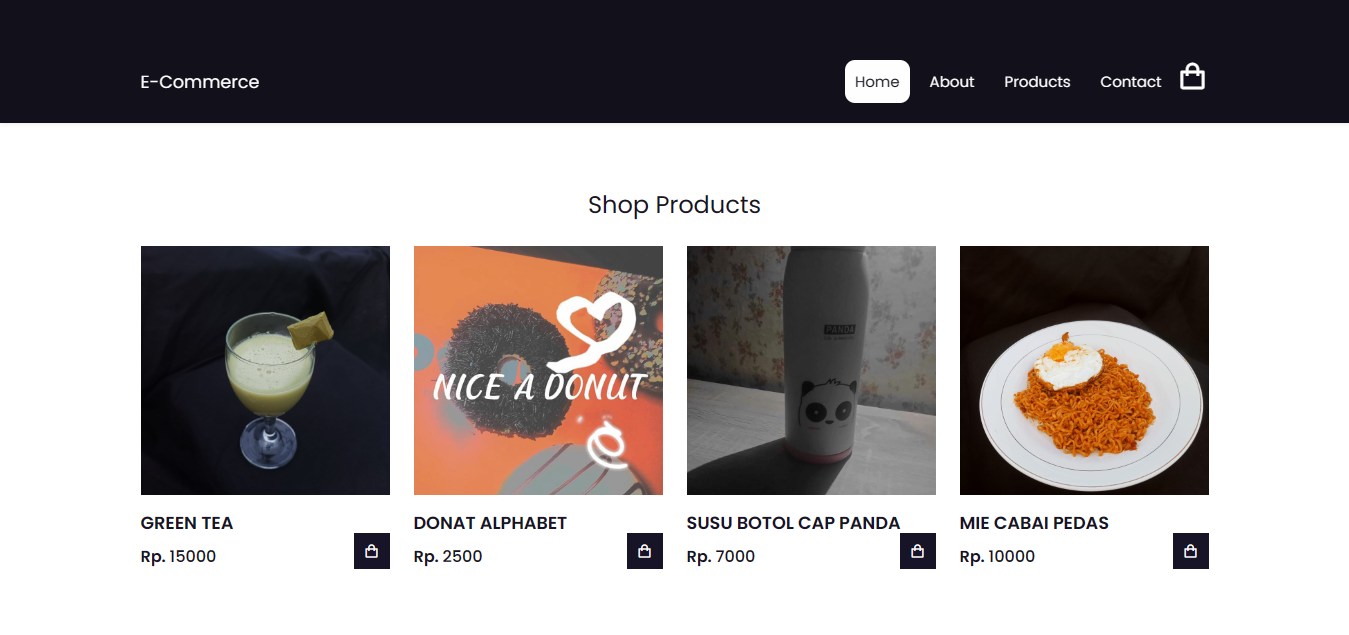 E-Commerce
Home
About
Products
Contact
Shop Products
NICE A DONUT
PANDA
GREEN TEA
Rp. 15000
DONAT ALPHABET
Rp. 2500
SUSU BOTOL CAP PANDA
Rp. 7000
MIE CABAI PEDAS
Rp. 10000